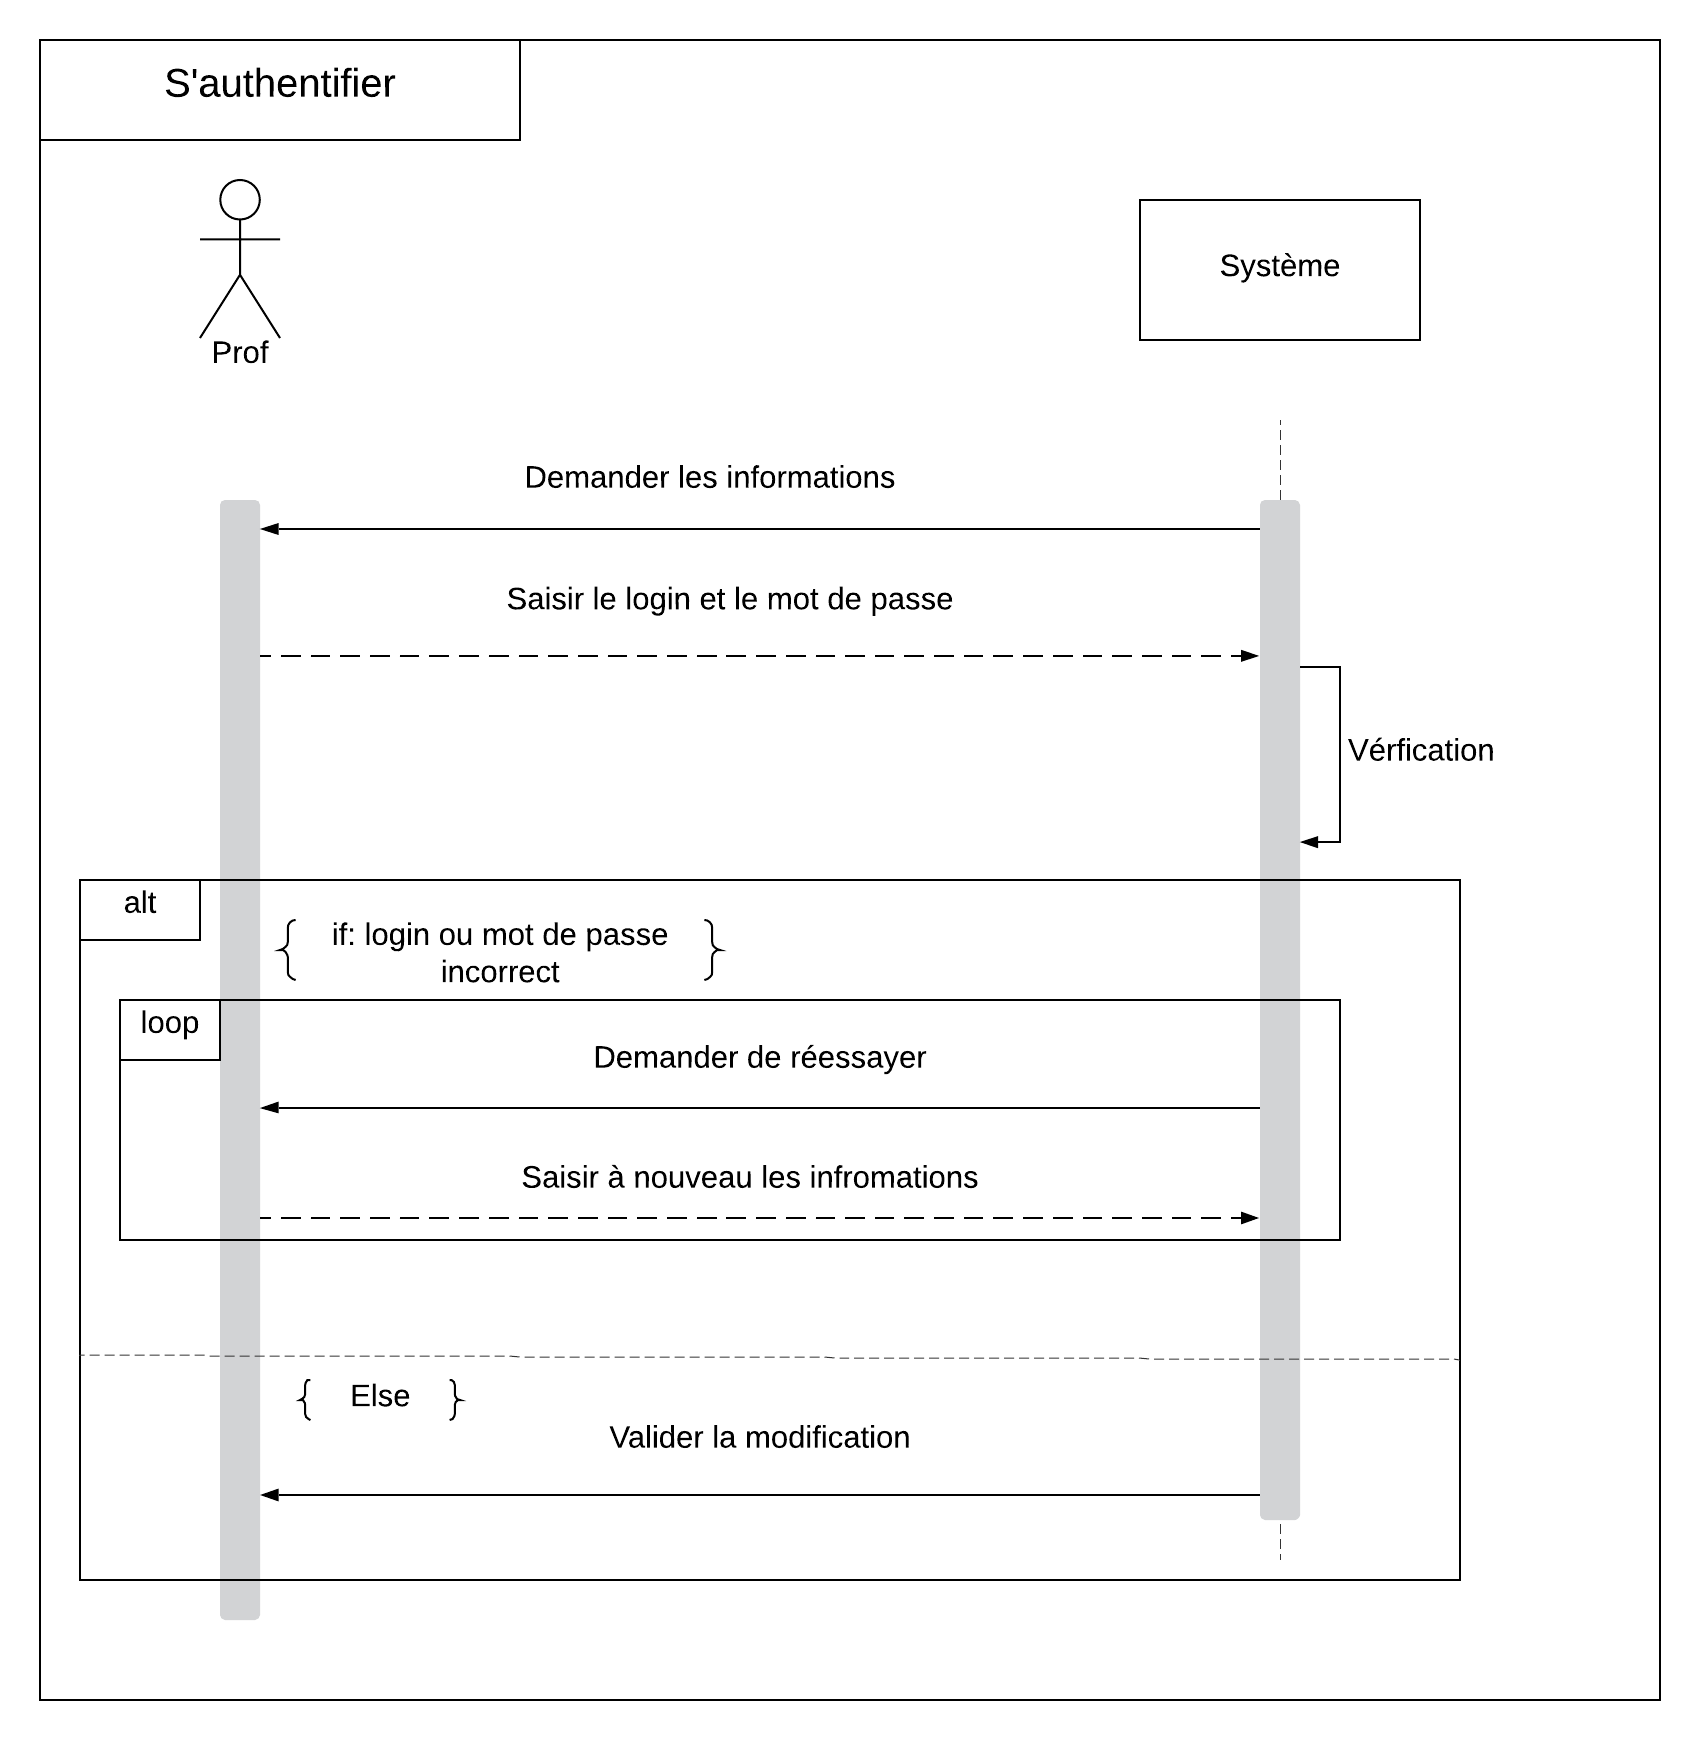 S'authentifier
Prof
Système
Demander les informations
Saisir le login et le mot de passe
Vérfication
alt
if: login ou mot de passe
incorrect
loop
Demander de réessayer
Saisir à nouveau les infromations
Else
Valider la modification